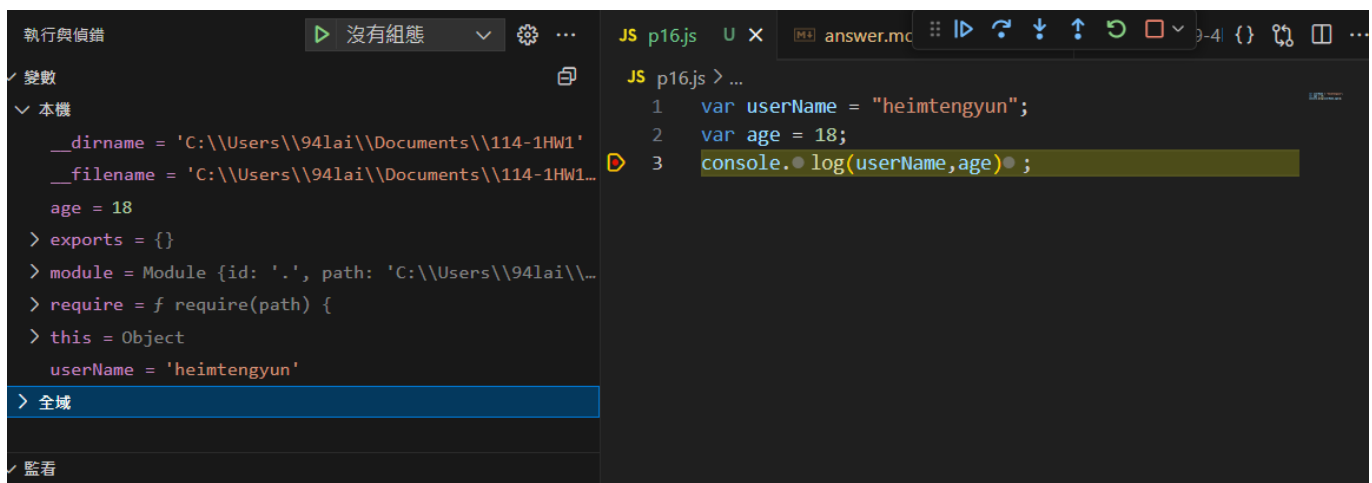 執行與偵錯
沒有組態
變數
本機
__dirname = 'C:\\Users\\94lai\\Documents\\114-1HW1'
__filename = 'C:\\Users\\94lai\\Documents\\114-1HW1…
age = 18
exports = {}
module = Module {id: '.', path: 'C:\\Users\\94lai\\…
require = ƒ require(path) {
this = Object
userName = 'heimtengyun'
全域
監看
JS p16.js U
answer.mc
9-4
JS p16.js > ...
1 var userName = "heimtengyun";
2 var age = 18;
3 console. log(userName,age) ;